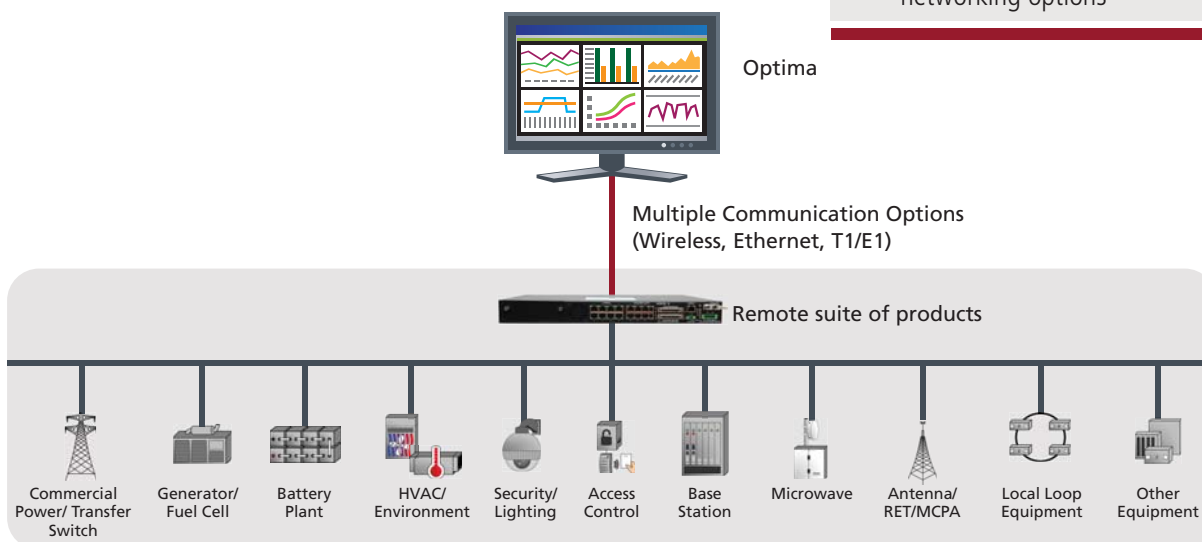 networking options
Optima
Multiple Communication Options
(Wireless, Ethernet, T1/E1)
Remote suite of products
Commercial
Power/ Transfer
Switch
Generator/
Fuel Cell
Battery
Plant
HVAC/
Environment
Security/
Lighting
Access
Control
Base
Station
Microwave
Antenna/
RET/MCPA
Local Loop
Equipment
Other
Equipment